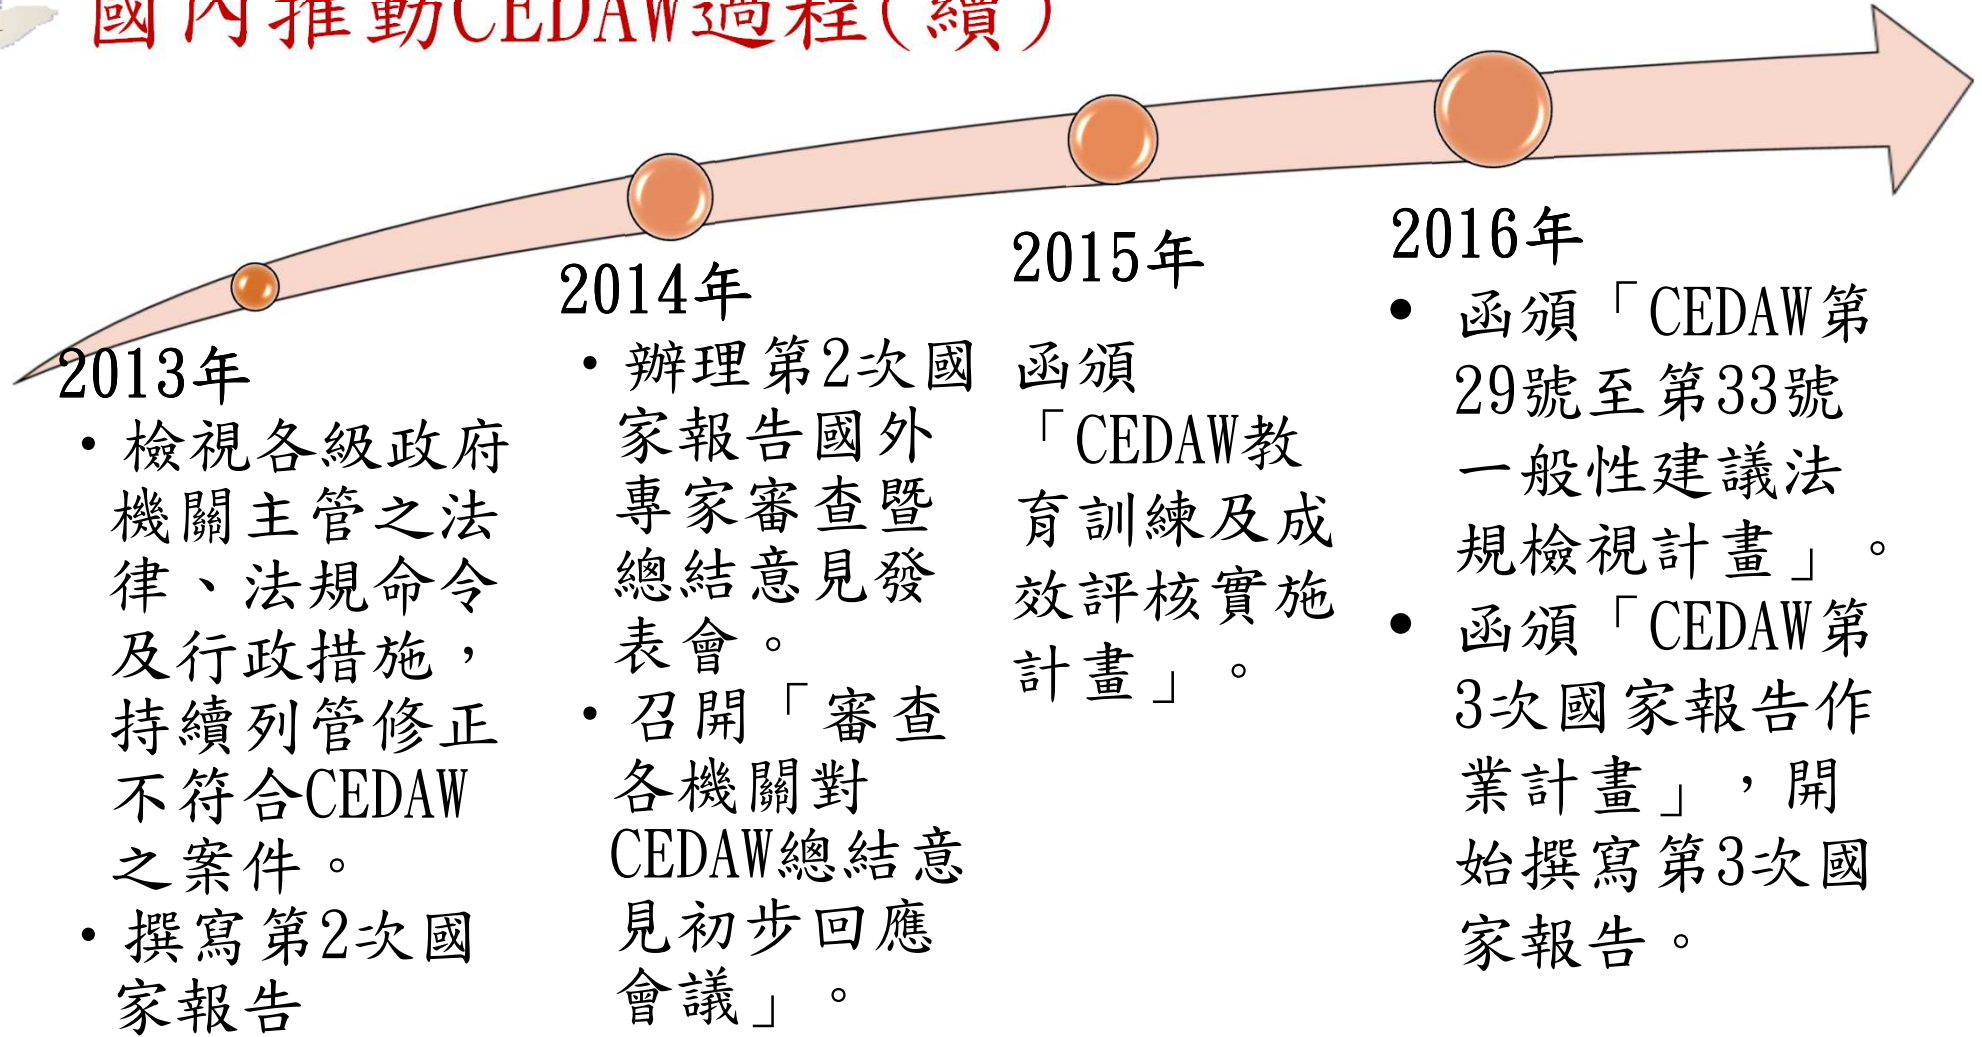 國內推動CEDAW過程(續)
2013年
•檢視各級政府
機關主管之法
律、法規命令
及行政措施，
持續列管修正
不符合CEDAW
之案件。
•撰寫第2次國
家報告
2014年
•辦理第2次國
家報告國外
專家審查暨
總結意見發
表會。
•召開「審查
各機關對
CEDAW總結意
見初步回應
會議」。
2015年
函頒
「CEDAW教
育訓練及成
效評核實施
計畫」。
2016年
• 函頒「CEDAW第
29號至第33號
一般性建議法
規檢視計畫」。
• 函頒「CEDAW第
3次國家報告作
業計畫」，開
始撰寫第3次國
家報告。